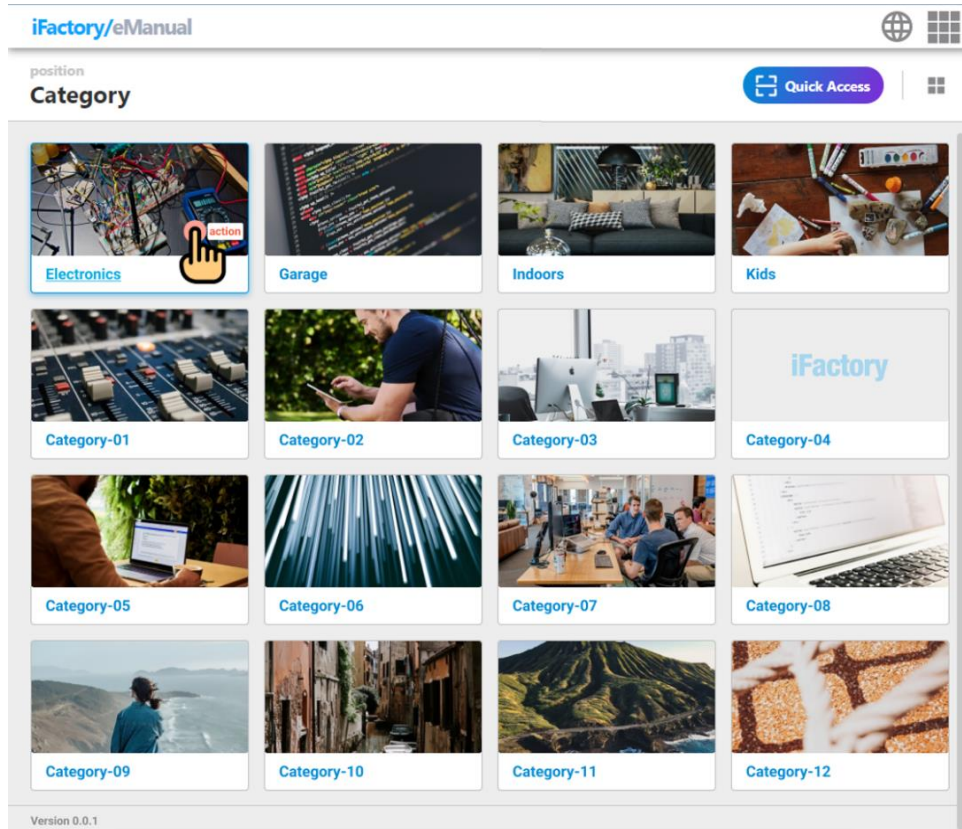 iFactory/eManual
position
Category
Quick Access
action
Electronics
Garage
Indoors
Kids
iFactory
Category-01
Category-02
Category-03
Category-04
Category-05
Category-06
Category-07
Category-08
Category-09
Category-10
Category-11
Category-12
Version 0.0.1